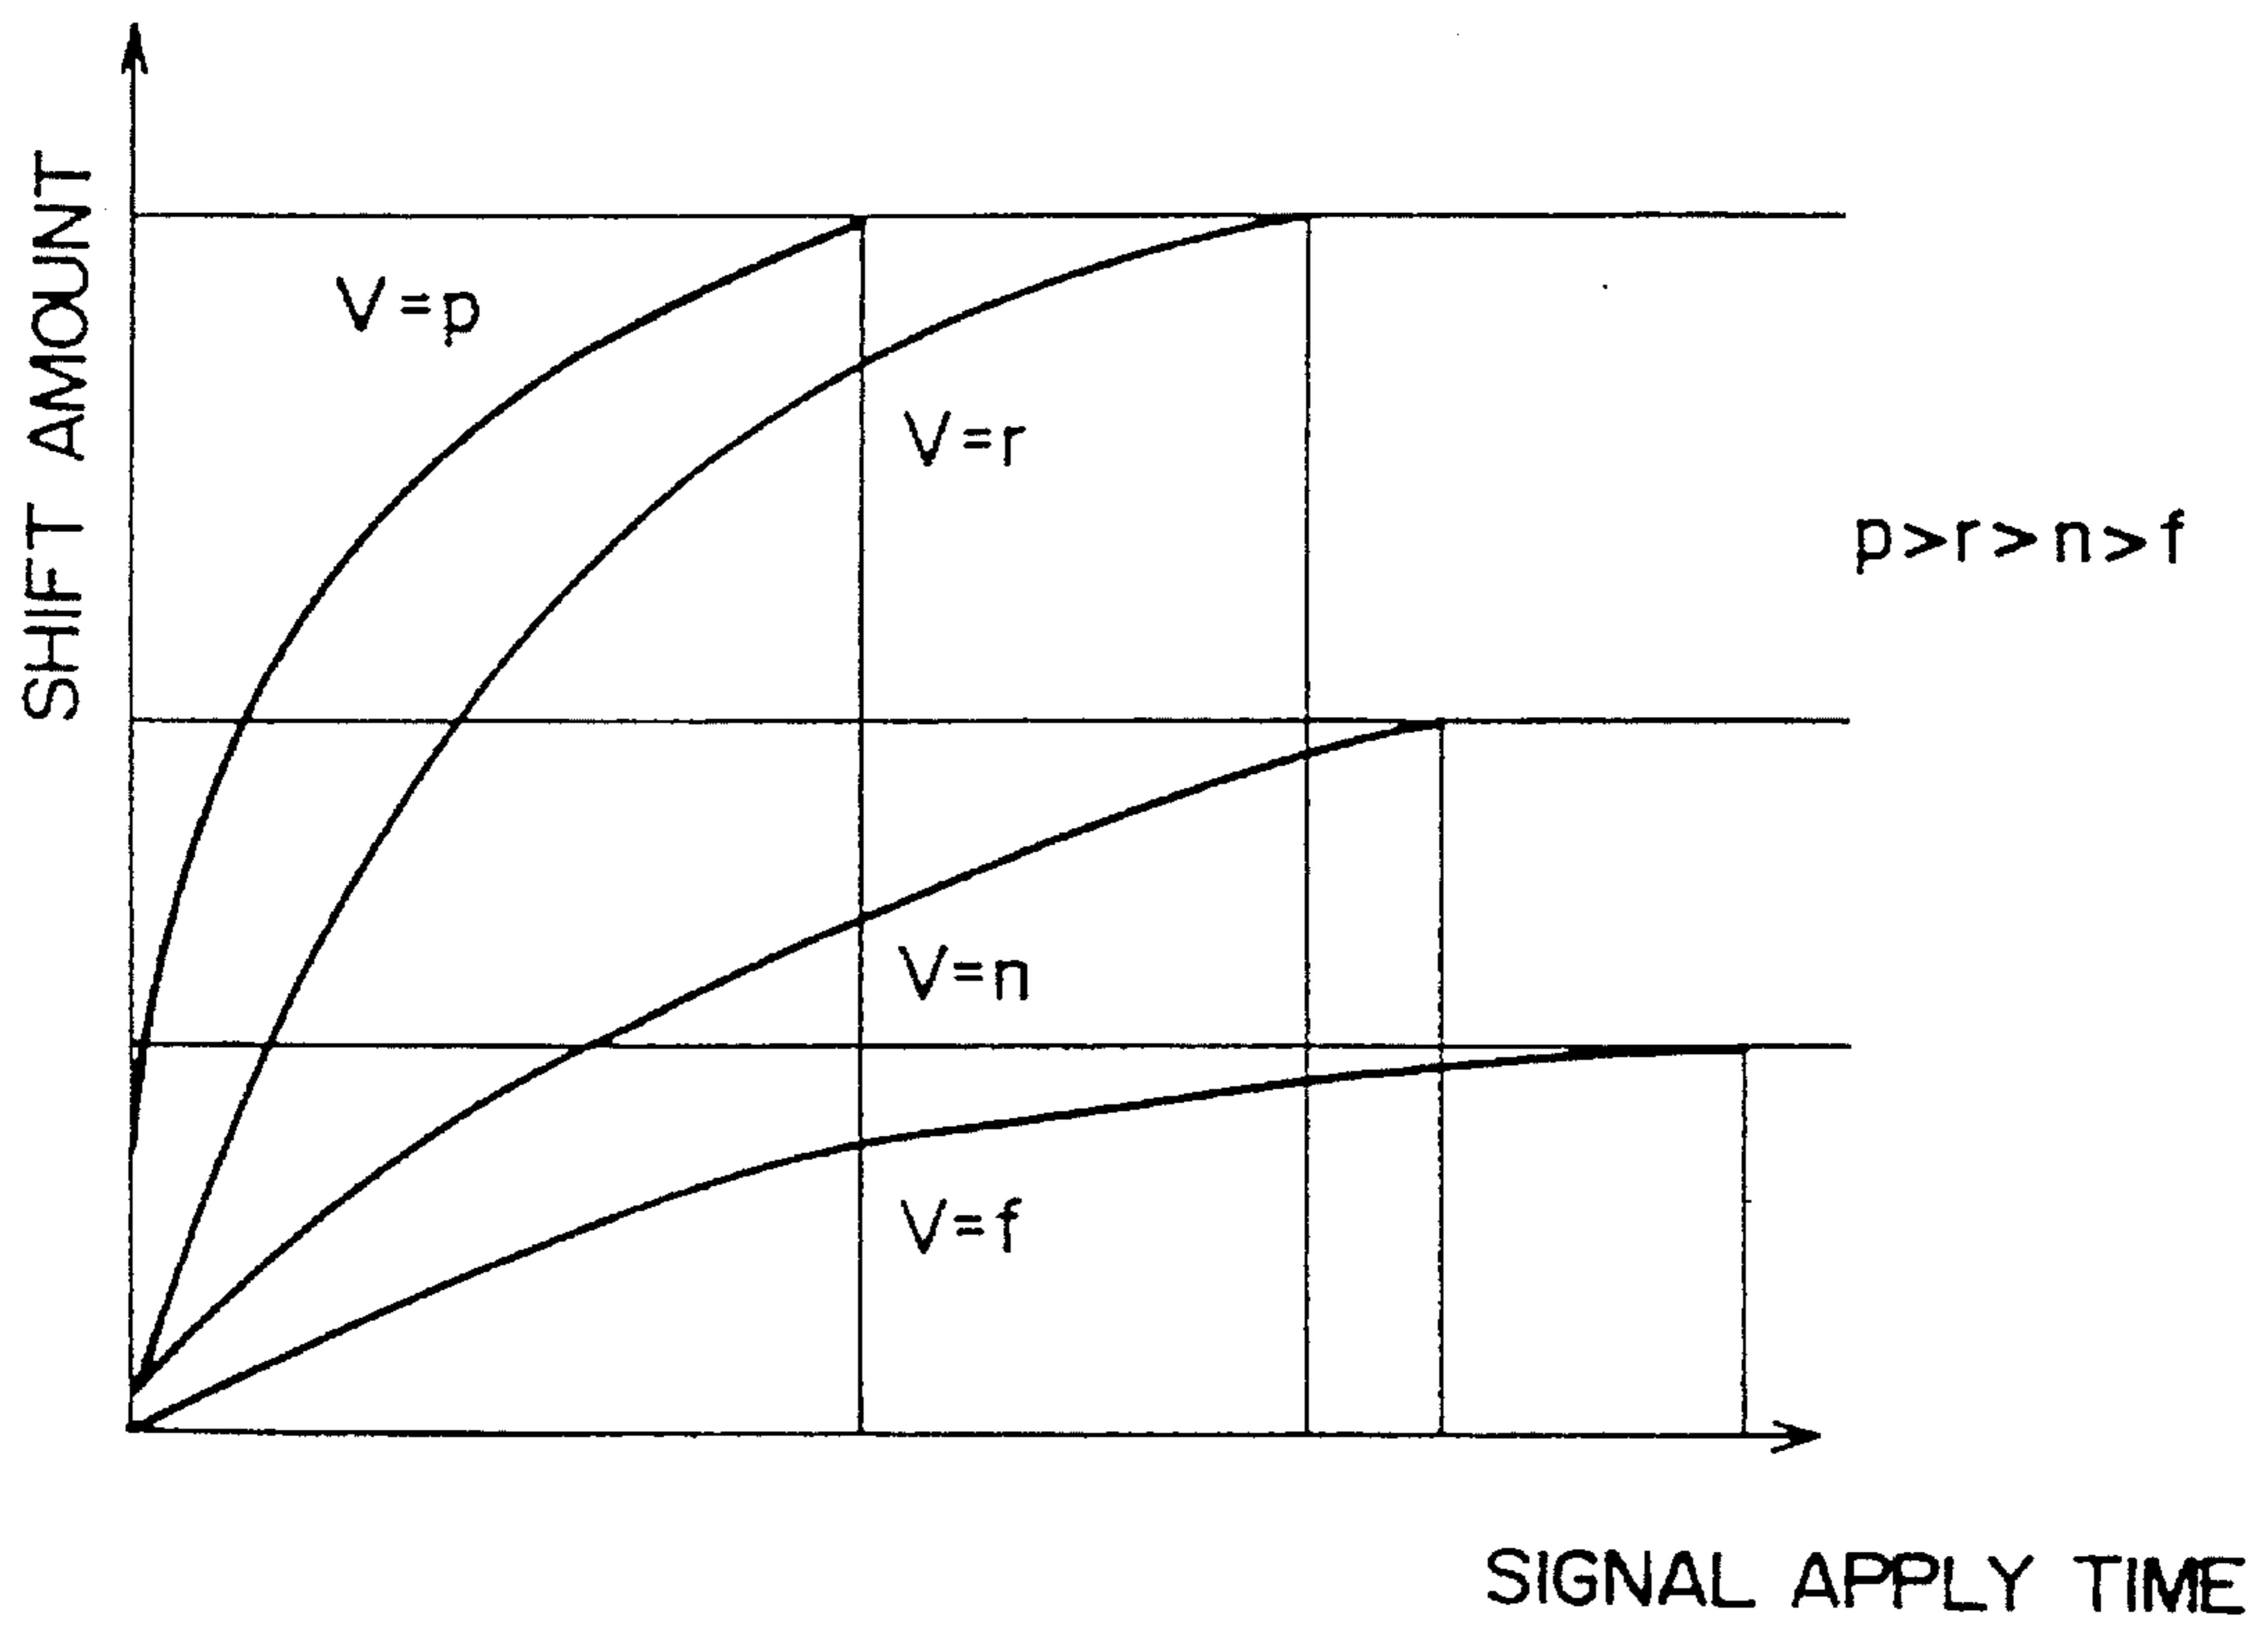 SHIFT AMOUNT
V=p
V=r
p>r>n>f
V=n
V=f
SIGNAL APPLY TIME